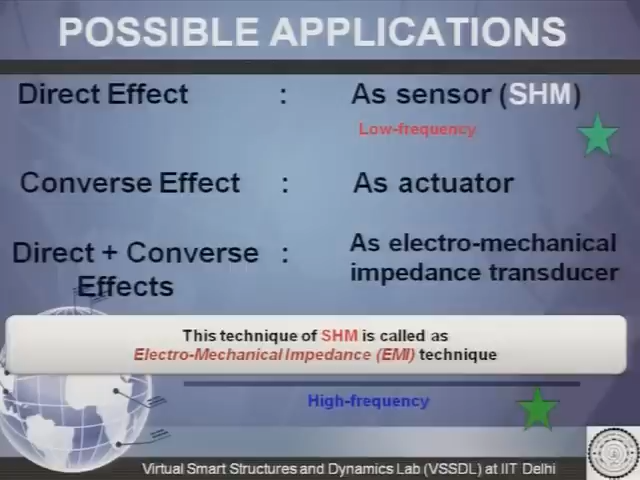 POSSIBLE APPLICATIONS
Direct Effect : As sensor (SHM)
Low-frequency
Converse Effect : As actuator
Direct + Converse Effects : As electro-mechanical impedance transducer
This technique of SHM is called as
Electro-Mechanical Impedance (EMI) technique
High-frequency
Virtual Smart Structures and Dynamics Lab (VSSDL) at IIT Delhi